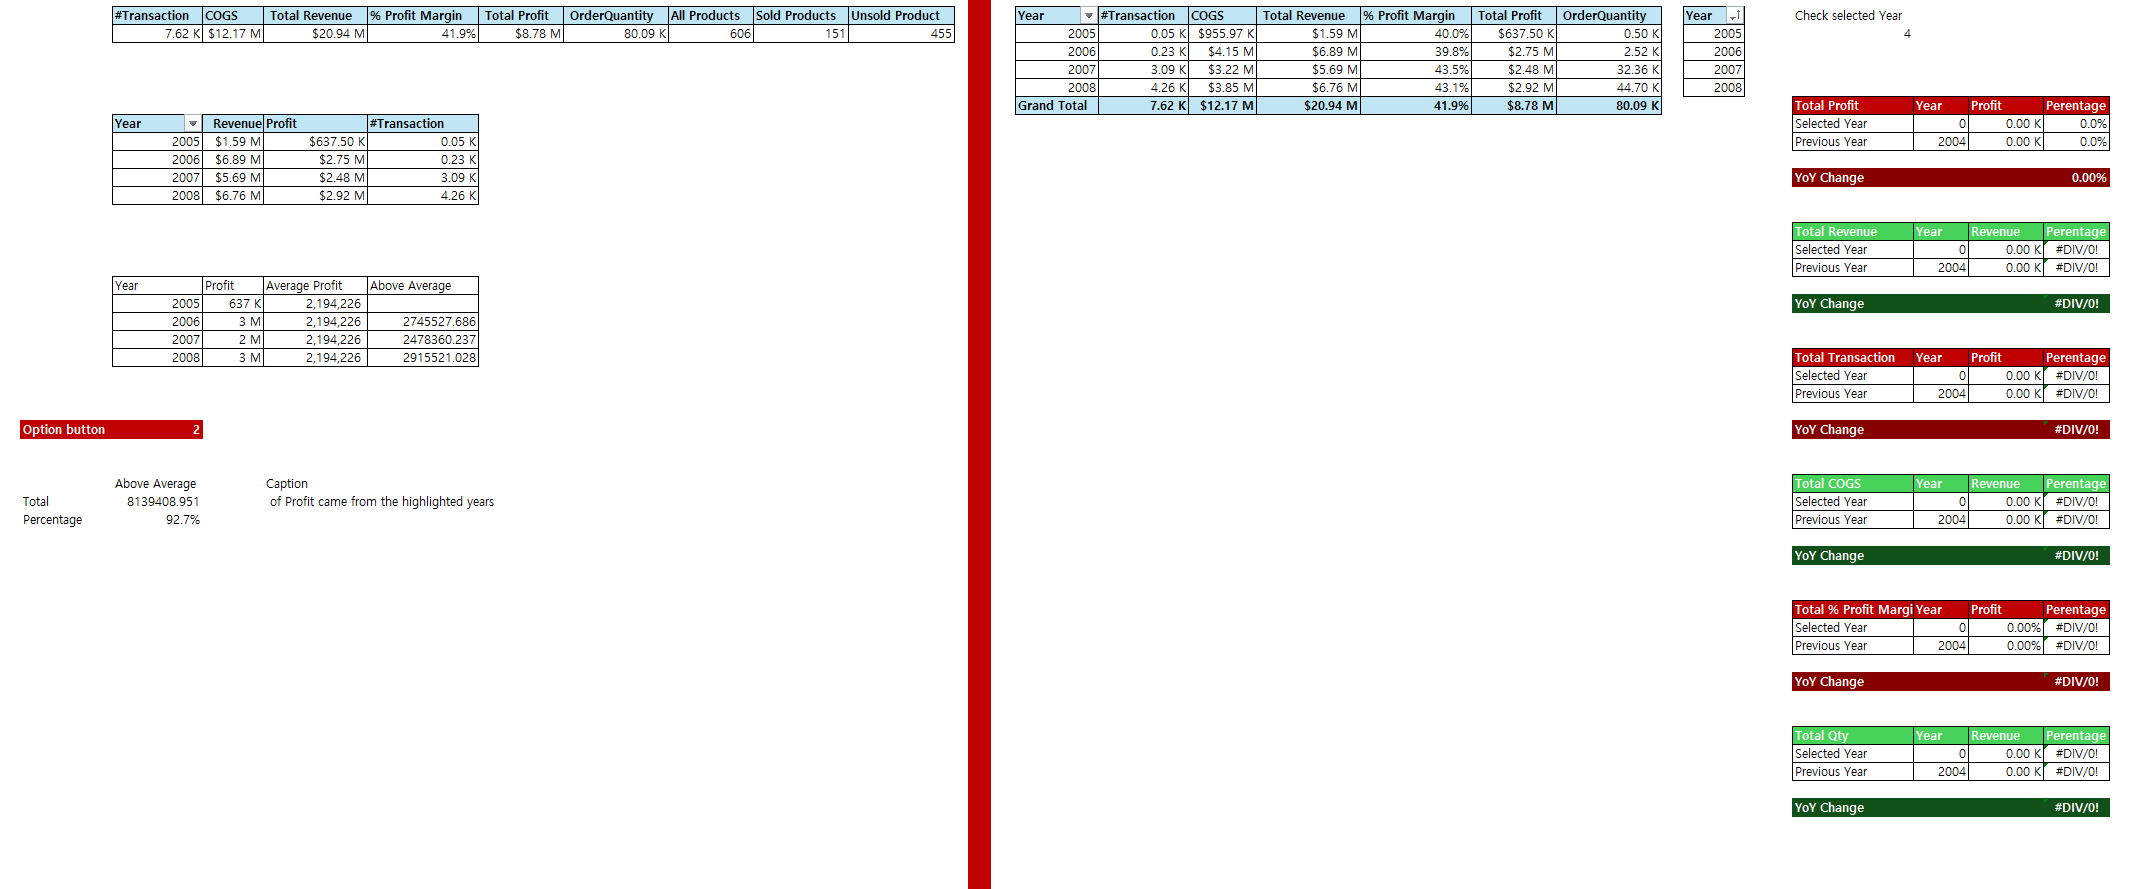 #Transaction COGS Total Revenue % Profit Margin Total Profit OrderQuantity All Products Sold Products Unsold Product
7.62 K $12.17 M $20.94 M 41.9% $8.78 M 80.09 K 606 151 455
Year Revenue Profit #Transaction
2005 $1.59 M $637.50 K 0.05 K
2006 $6.89 M $2.75 M 0.23 K
2007 $5.69 M $2.48 M 3.09 K
2008 $6.76 M $2.92 M 4.26 K
Year Profit Average Profit Above Average
2005 637 K 2,194,226
2006 3 M 2,194,226 2745527.686
2007 2 M 2,194,226 2478360.237
2008 3 M 2,194,226 2915521.028
Option button 2
Above Average Caption
Total 8139408.951 of Profit came from the highlighted years
Percentage 92.7%
Year #Transaction COGS Total Revenue % Profit Margin Total Profit OrderQuantity
2005 0.05 K $955.97 K $1.59 M 40.0% $637.50 K 0.50 K
2006 0.23 K $4.15 M $6.89 M 39.8% $2.75 M 2.52 K
2007 3.09 K $3.22 M $5.69 M 43.5% $2.48 M 32.36 K
2008 4.26 K $3.85 M $6.76 M 43.1% $2.92 M 44.70 K
Grand Total 7.62 K $12.17 M $20.94 M 41.9% $8.78 M 80.09 K
Year
2005
2006
2007
2008
Check selected Year
4
Total Profit Year Profit Perentage
Selected Year 0 0.00 K 0.0%
Previous Year 2004 0.00 K 0.0%
YoY Change 0.00%
Total Revenue Year Revenue Perentage
Selected Year 0 0.00 K #DIV/0!
Previous Year 2004 0.00 K #DIV/0!
YoY Change #DIV/0!
Total Transaction Year Profit Perentage
Selected Year 0 0.00 K #DIV/0!
Previous Year 2004 0.00 K #DIV/0!
YoY Change #DIV/0!
Total COGS Year Revenue Perentage
Selected Year 0 0.00 K #DIV/0!
Previous Year 2004 0.00 K #DIV/0!
YoY Change #DIV/0!
Total % Profit Margi Year Profit Perentage
Selected Year 0 0.00% #DIV/0!
Previous Year 2004 0.00% #DIV/0!
YoY Change #DIV/0!
Total Qty Year Revenue Perentage
Selected Year 0 0.00 K #DIV/0!
Previous Year 2004 0.00 K #DIV/0!
YoY Change #DIV/0!